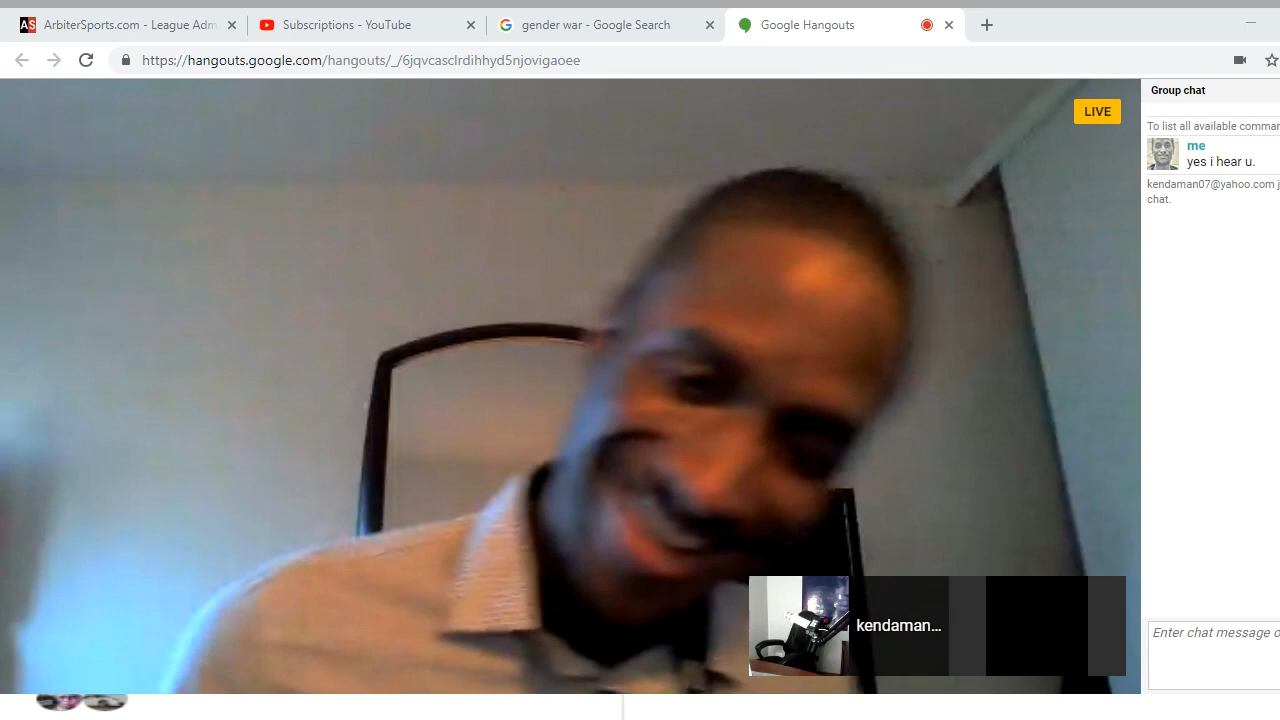 AS ArbiterSports.com - League Adm
Subscriptions - YouTube
gender war - Google Search
Google Hangouts
https://hangouts.google.com/hangouts/_/6jqvcasclrdihhyd5njovigaoee
LIVE
Group chat
To list all available comman
me
yes i hear u.
kendaman07@yahoo.com j
chat.
kendaman...
Enter chat message o